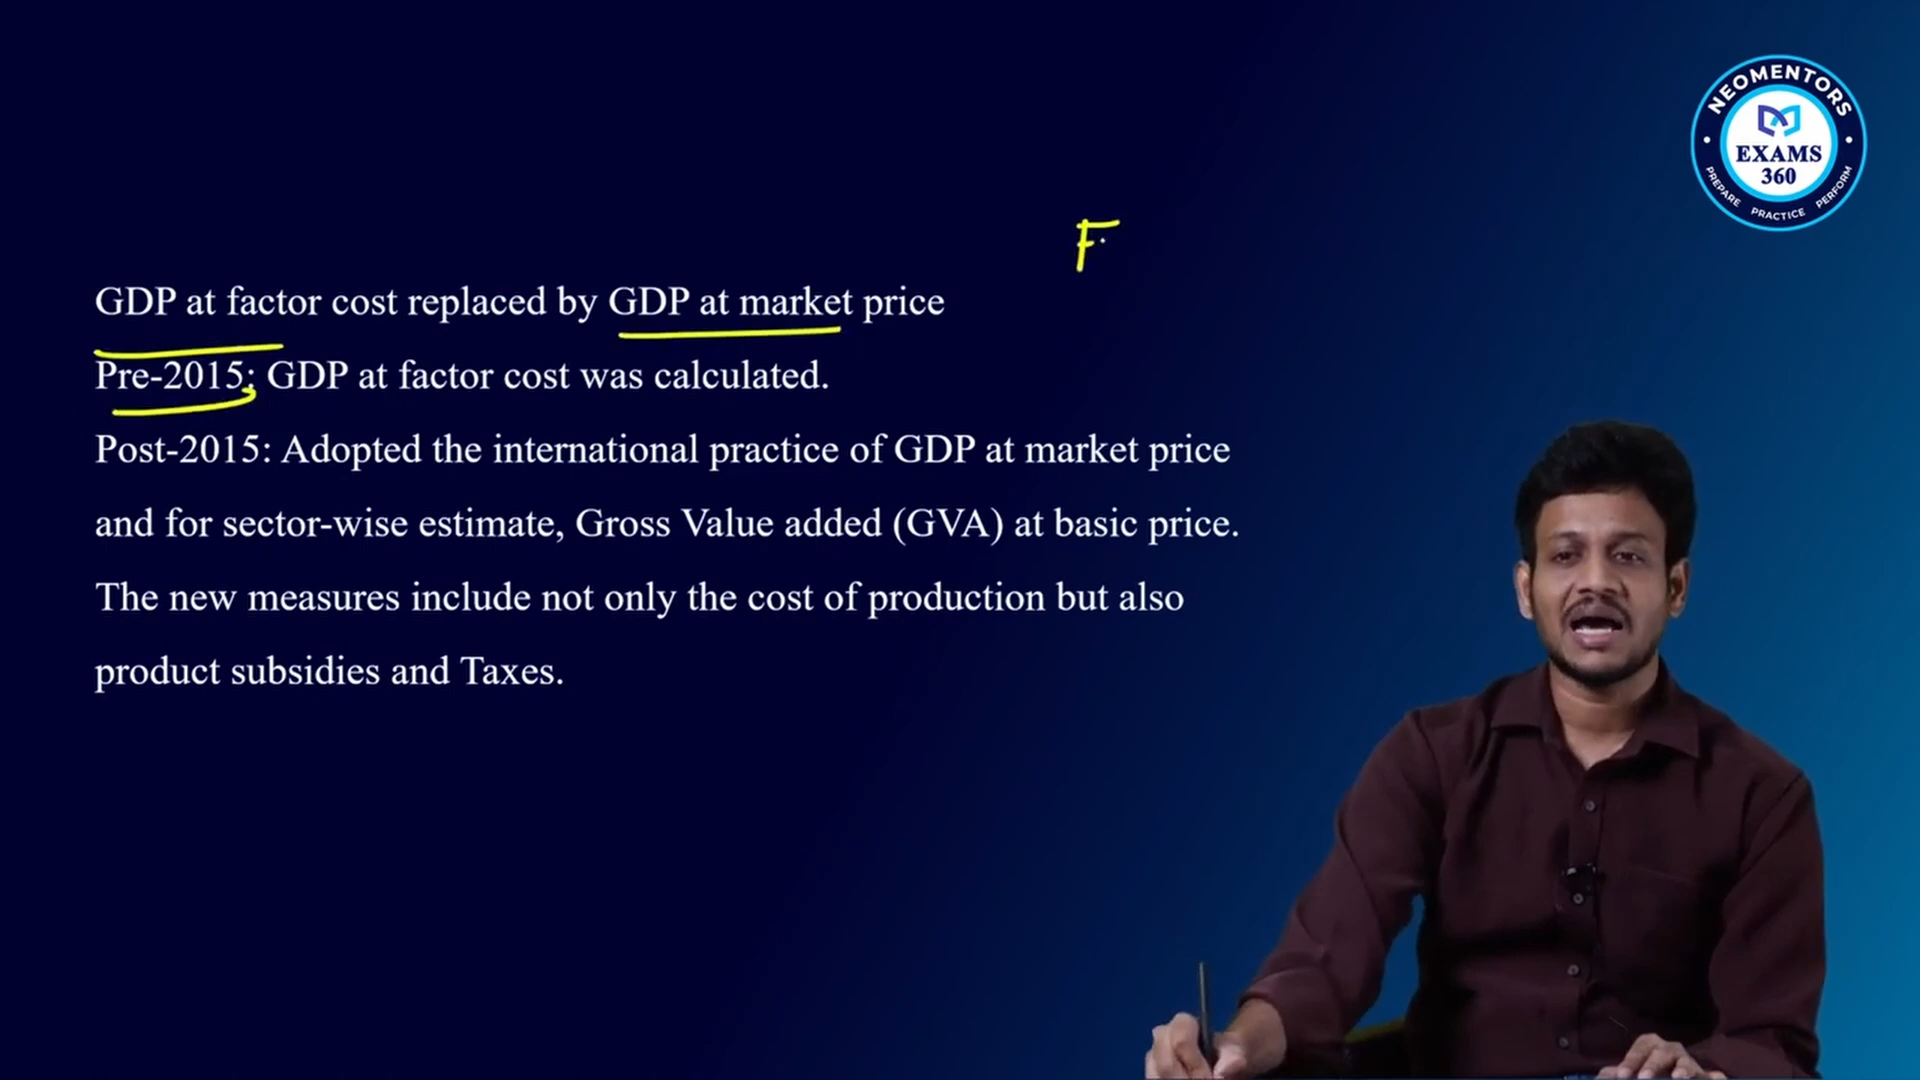 NEOMENTORS
EXAMS
360
PREPARE PRACTICE PERFORM
F
GDP at factor cost replaced by GDP at market price
Pre-2015: GDP at factor cost was calculated.
Post-2015: Adopted the international practice of GDP at market price
and for sector-wise estimate, Gross Value added (GVA) at basic price.
The new measures include not only the cost of production but also
product subsidies and Taxes.